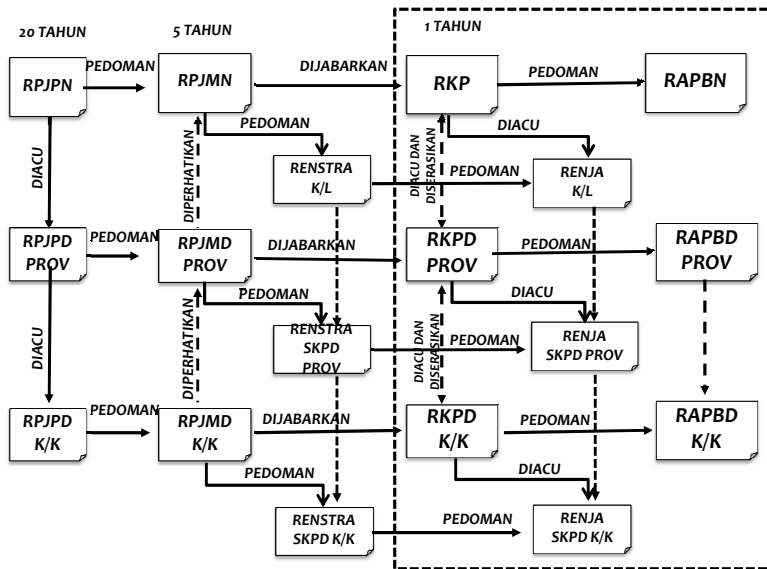 20 TAHUN
5 TAHUN
1 TAHUN
RPJPN
PEDOMAN
RPJMN
DIJABARKAN
RKP
PEDOMAN
RAPBN
PEDOMAN
DIACU
DIACU
DIPERHATIKAN
RENSTRA
K/L
PEDOMAN
DIACU DAN
DISERASIKAN
RENJA
K/L
RPJPD
PROV
PEDOMAN
RPJMD
PROV
DIJABARKAN
RKPD
PROV
PEDOMAN
RAPBD
PROV
PEDOMAN
DIACU
DIACU
DIPERHATIKAN
RENSTRA
SKPD
PROV
PEDOMAN
DIACU DAN
DISERASIKAN
RENJA
SKPD PROV
RPJPD
K/K
PEDOMAN
RPJMD
K/K
DIJABARKAN
RKPD
K/K
PEDOMAN
RAPBD
K/K
PEDOMAN
DIACU
RENSTRA
SKPD K/K
PEDOMAN
RENJA
SKPD K/K